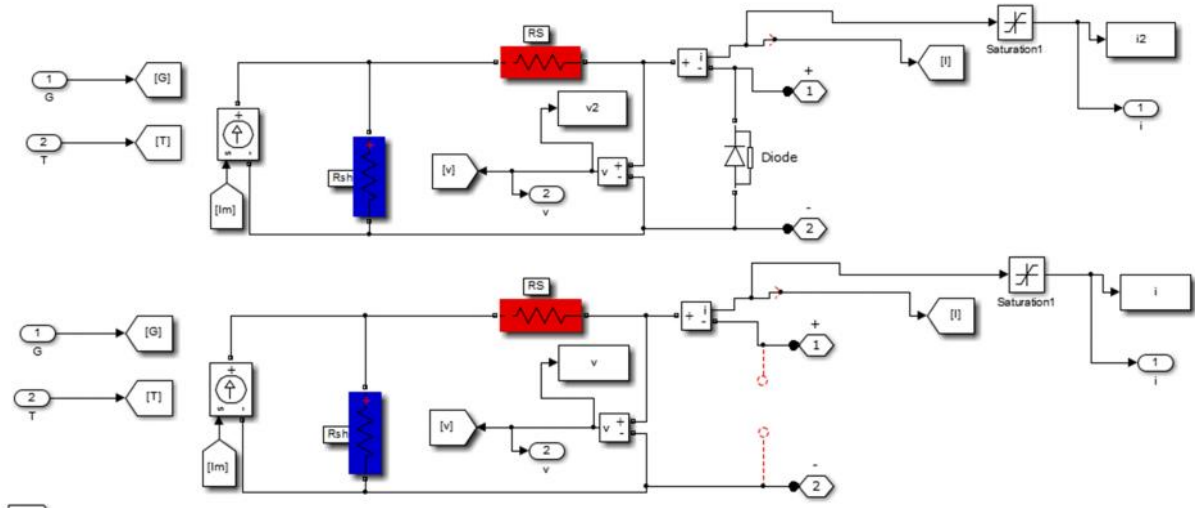 RS
i2
Saturation1
[G]
1
G
+
i
-
[I]
+
1
v2
1
i
[T]
2
T
+
s
-
Rsh
[v]
v
+
-
Diode
[Im]
2
v
-
2
RS
i
Saturation1
[G]
1
G
+
i
-
[I]
+
1
v
1
i
[T]
2
T
+
s
-
Rsh
[v]
v
+
-
[Im]
2
v
-
2